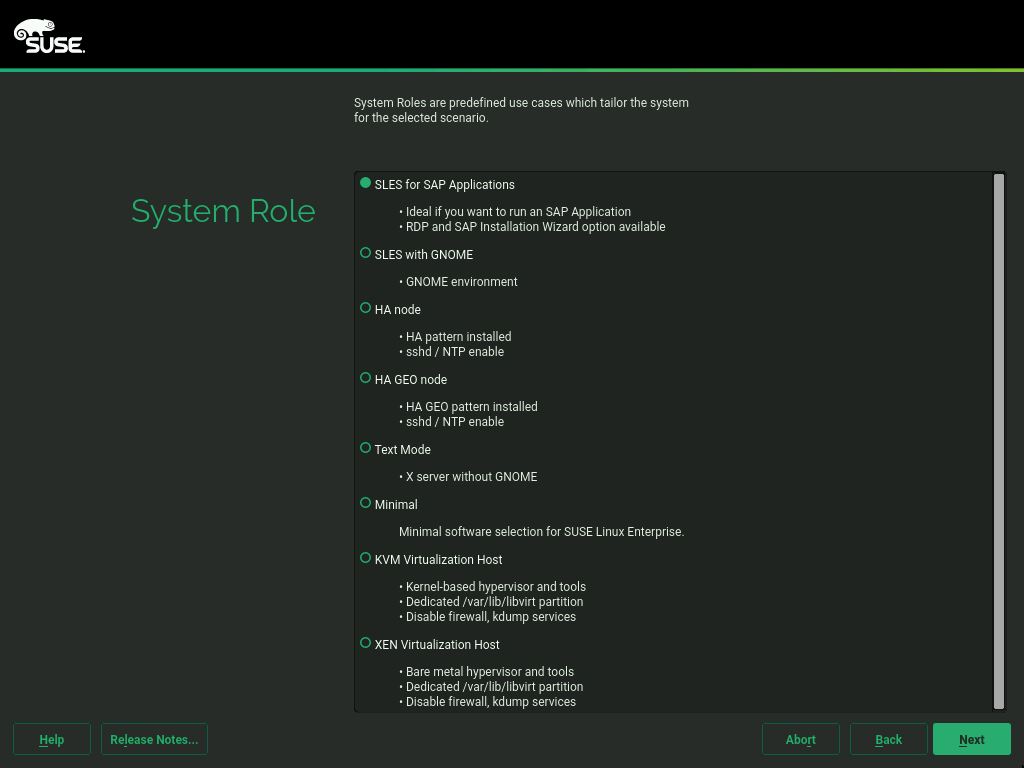 SUSE
System Roles are predefined use cases which tailor the system
for the selected scenario.
System Role
SLES for SAP Applications
• Ideal if you want to run an SAP Application
• RDP and SAP Installation Wizard option available
SLES with GNOME
• GNOME environment
HA node
• HA pattern installed
• sshd / NTP enable
HA GEO node
• HA GEO pattern installed
• sshd / NTP enable
Text Mode
• X server without GNOME
Minimal
Minimal software selection for SUSE Linux Enterprise.
KVM Virtualization Host
• Kernel-based hypervisor and tools
• Dedicated /var/lib/libvirt partition
• Disable firewall, kdump services
XEN Virtualization Host
• Bare metal hypervisor and tools
• Dedicated /var/lib/libvirt partition
• Disable firewall, kdump services
Help
Release Notes...
Abort
Back
Next